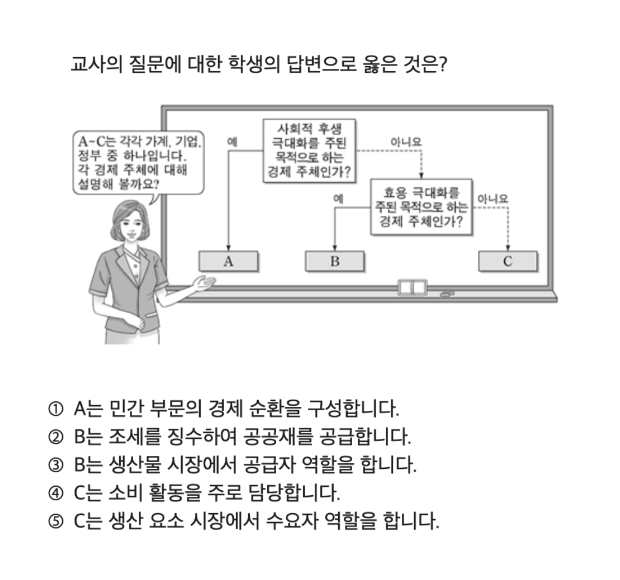 교사의 질문에 대한 학생의 답변으로 옳은 것은?
A~C는 각각 가계, 기업,
정부 중 하나입니다.
각 경제 주체에 대해
설명해 볼까요?
사회적 후생
극대화를 주된
목적으로 하는
경제 주체인가?
예
아니요
효용 극대화를
주된 목적으로 하는
경제 주체인가?
예
아니요
A
B
C
① A는 민간 부문의 경제 순환을 구성합니다.
② B는 조세를 징수하여 공공재를 공급합니다.
③ B는 생산물 시장에서 공급자 역할을 합니다.
④ C는 소비 활동을 주로 담당합니다.
⑤ C는 생산 요소 시장에서 수요자 역할을 합니다.